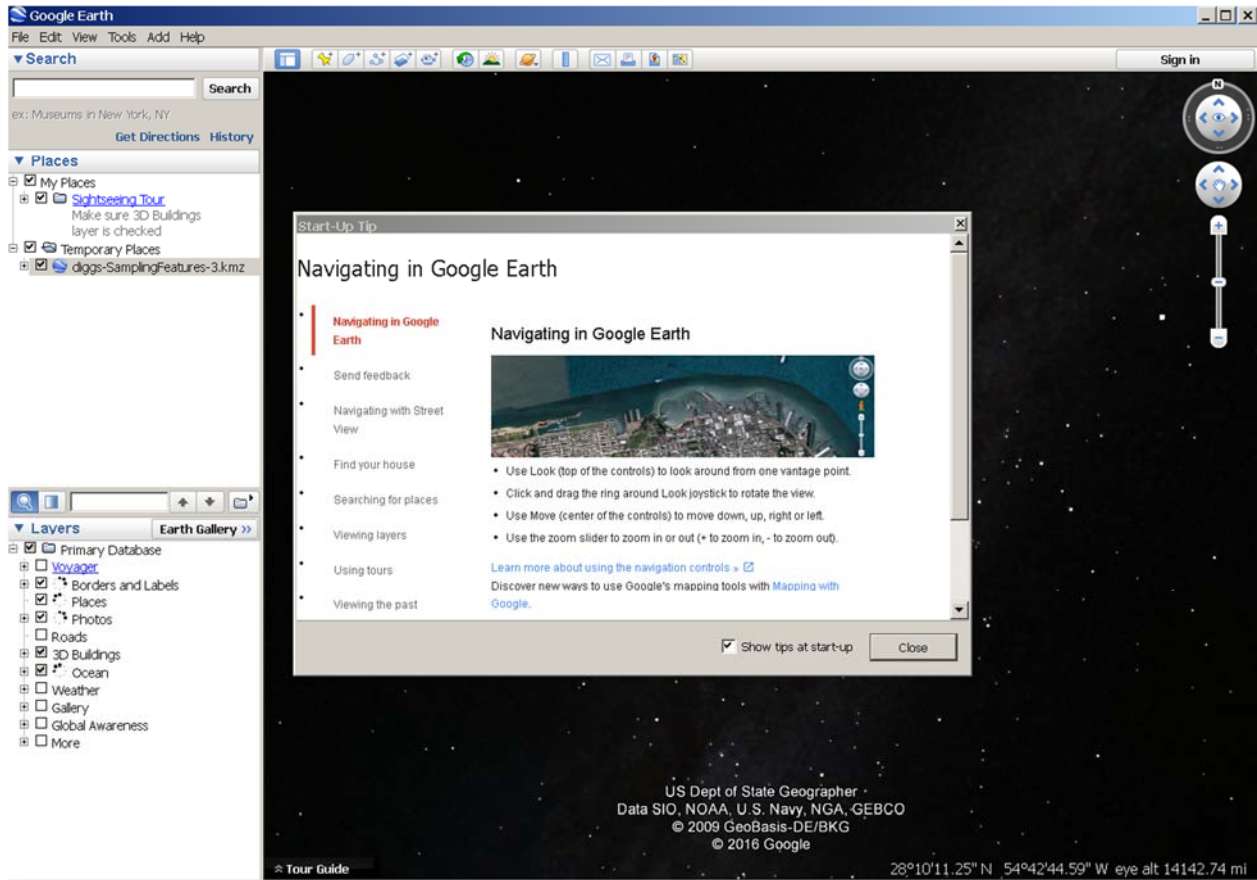 Google Earth
File Edit View Tools Add Help
Search
Sign in
Search
ex: Museums in New York, NY
Get Directions History
Places
My Places
Sightseeing Tour
Make sure 3D Buildings
layer is checked
Temporary Places
diggs-SamplingFeatures-3.kmz
Layers
Earth Gallery »
Primary Database
Voyager
Borders and Labels
Places
Photos
Roads
3D Buildings
Ocean
Weather
Gallery
Global Awareness
More
N
Start-Up Tip
Navigating in Google Earth
Navigating in Google
Earth
Send feedback
Navigating with Street
View
Find your house
Searching for places
Viewing layers
Using tours
Viewing the past
Navigating in Google Earth
• Use Look (top of the controls) to look around from one vantage point.
• Click and drag the ring around Look joystick to rotate the view.
• Use Move (center of the controls) to move down, up, right or left.
• Use the zoom slider to zoom in or out (+ to zoom in, - to zoom out).
Learn more about using the navigation controls »
Discover new ways to use Google's mapping tools with Mapping with
Google.
Show tips at start-up
Close
US Dept of State Geographer
Data SIO, NOAA, U.S. Navy, NGA, GEBCO
© 2009 GeoBasis-DE/BKG
© 2016 Google
Tour Guide
28°10'11.25" N 54°42'44.59" W eye alt 14142.74 mi